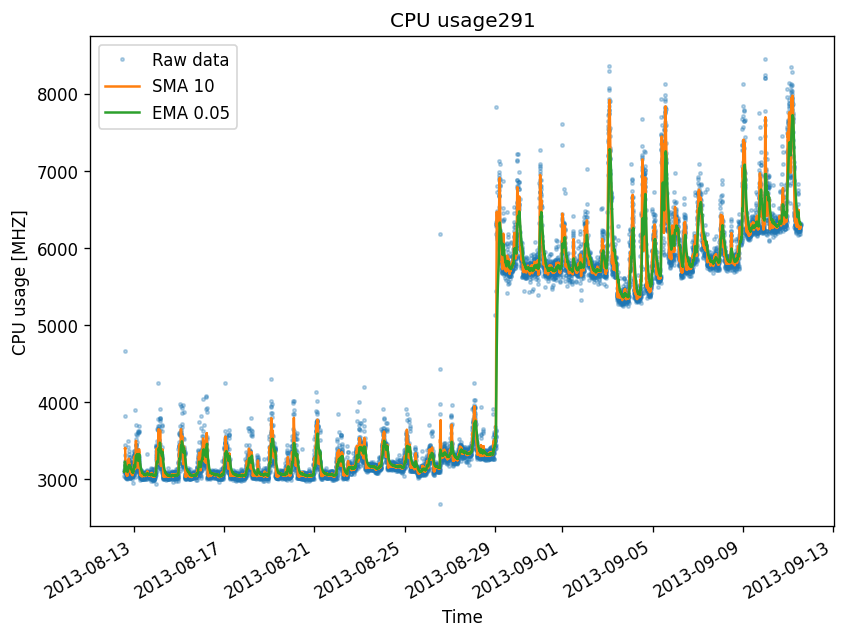 CPU usage291
Raw data
SMA 10
EMA 0.05
CPU usage [MHZ]
8000
7000
6000
5000
4000
3000
2013-08-13
2013-08-17
2013-08-21
2013-08-25
2013-08-29
2013-09-01
2013-09-05
2013-09-09
2013-09-13
Time